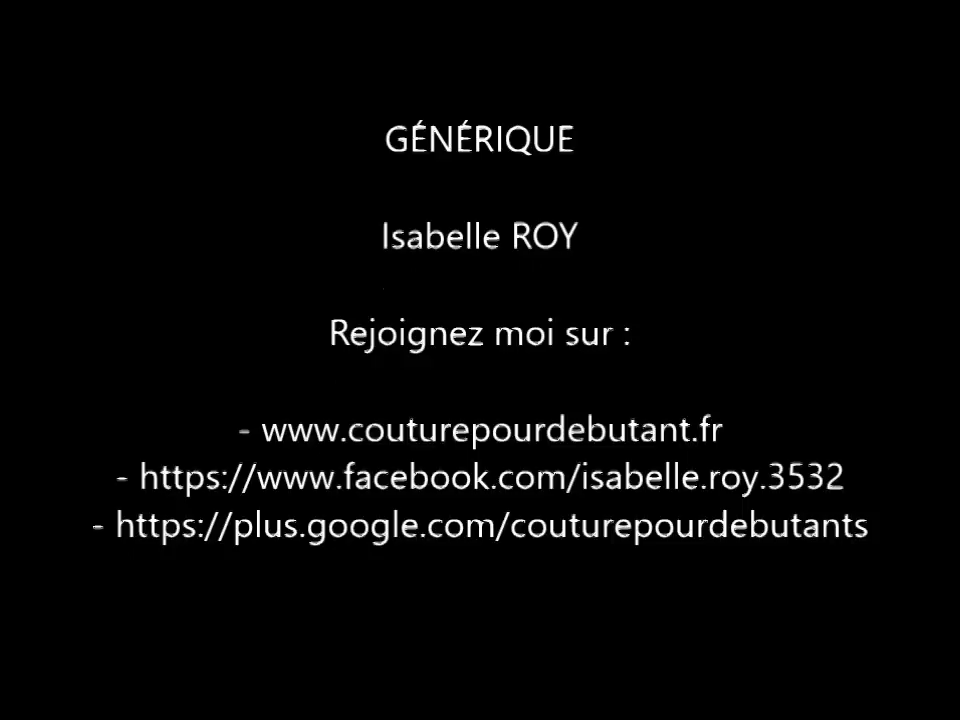 GÉNÉRIQUE
Isabelle ROY
Rejoignez moi sur :
- www.couturepourdebutant.fr
- https://www.facebook.com/isabelle.roy.3532
- https://plus.google.com/couturepourdebutants